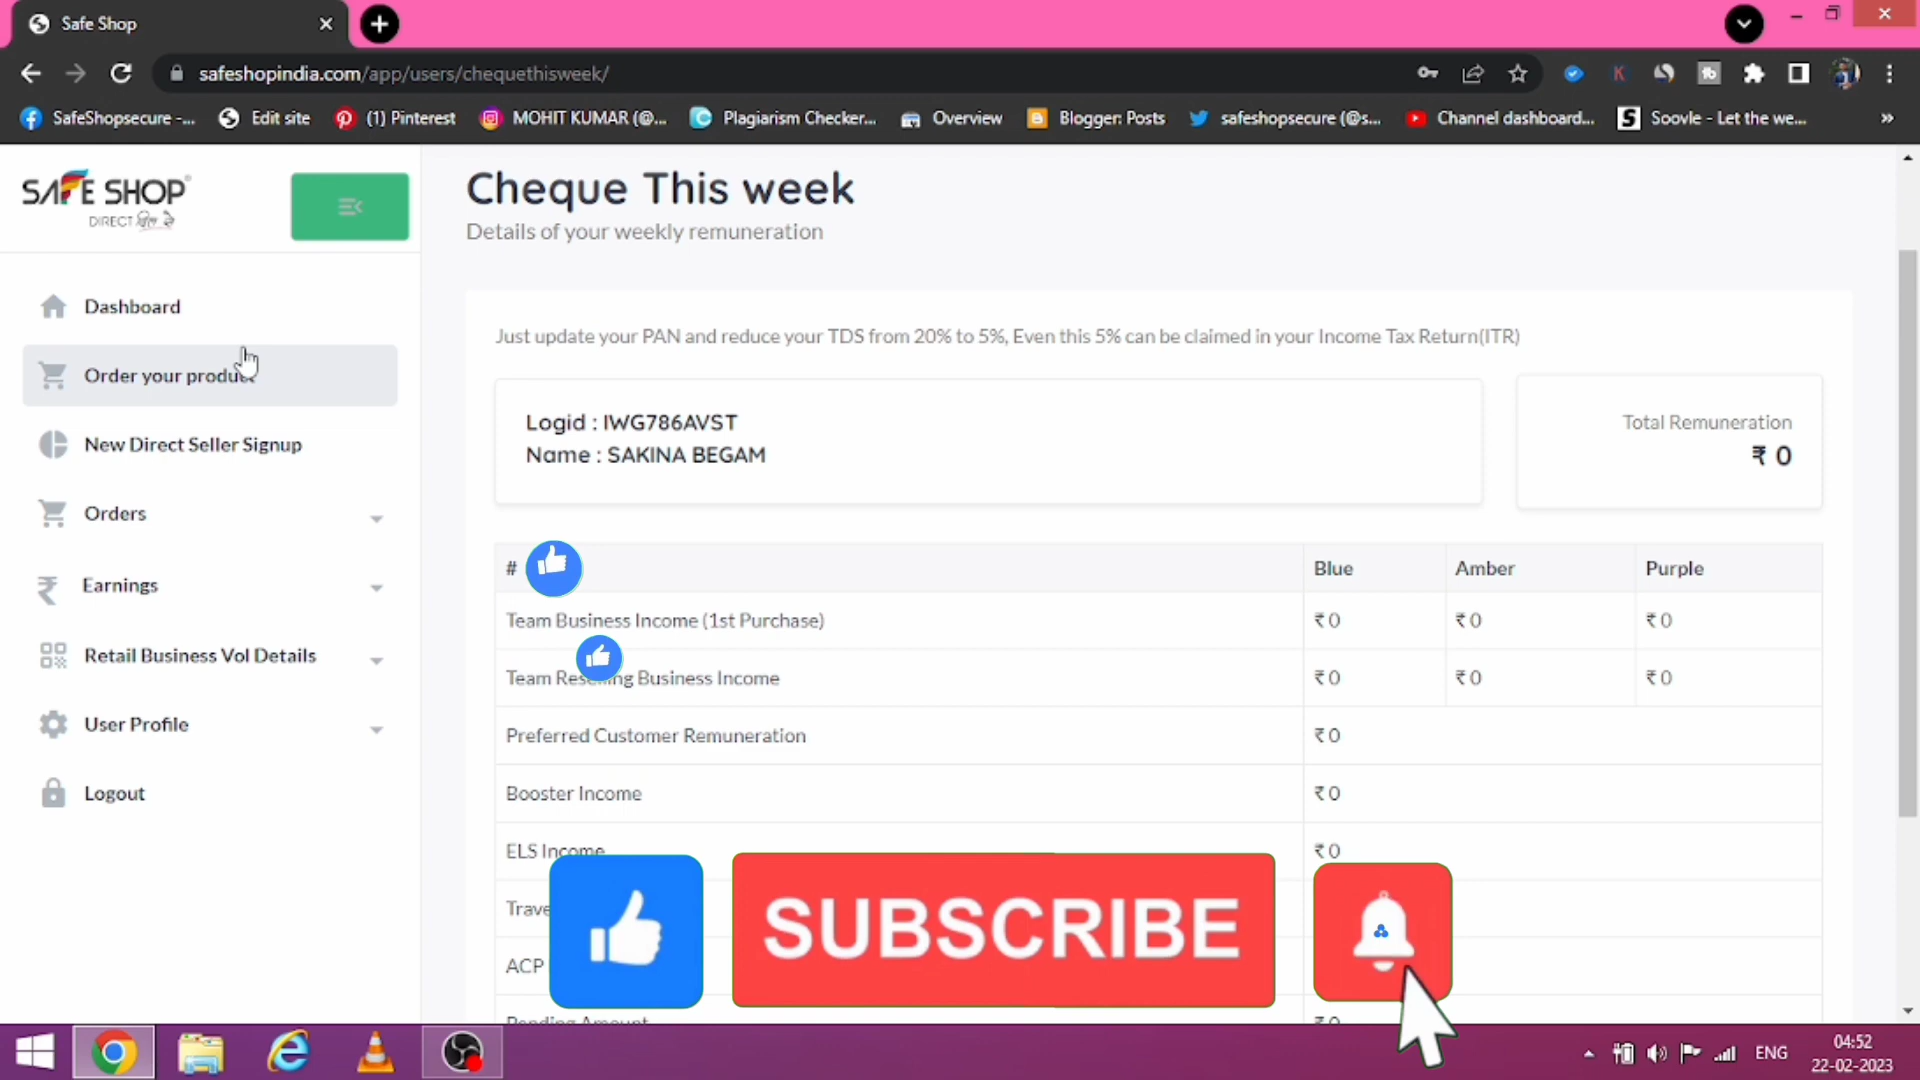 Safe Shop
safeshopindia.com/app/users/chequethisweek/
SafeShopsecure -...
Edit site
(1) Pinterest
MOHIT KUMAR (@...
Plagiarism Checker...
Overview
Blogger: Posts
safeshopsecure (@s...
Channel dashboard...
Soovle - Let the we...
»
SAFE SHOP
DIRECT
Dashboard
Order your product
New Direct Seller Signup
Orders
Earnings
Retail Business Vol Details
User Profile
Logout
Cheque This week
Details of your weekly remuneration
Just update your PAN and reduce your TDS from 20% to 5%, Even this 5% can be claimed in your Income Tax Return(ITR)
Logid : IWG786AVST
Name : SAKINA BEGAM
Total Remuneration
₹ 0
# Blue Amber Purple
Team Business Income (1st Purchase) ₹ 0 ₹ 0 ₹ 0
Team Reselling Business Income ₹ 0 ₹ 0 ₹ 0
Preferred Customer Remuneration ₹ 0
Booster Income ₹ 0
ELS Income ₹ 0
Trave
ACP
SUBSCRIBE
Pending Amount ₹ 0
ENG
04:52
22-02-2023